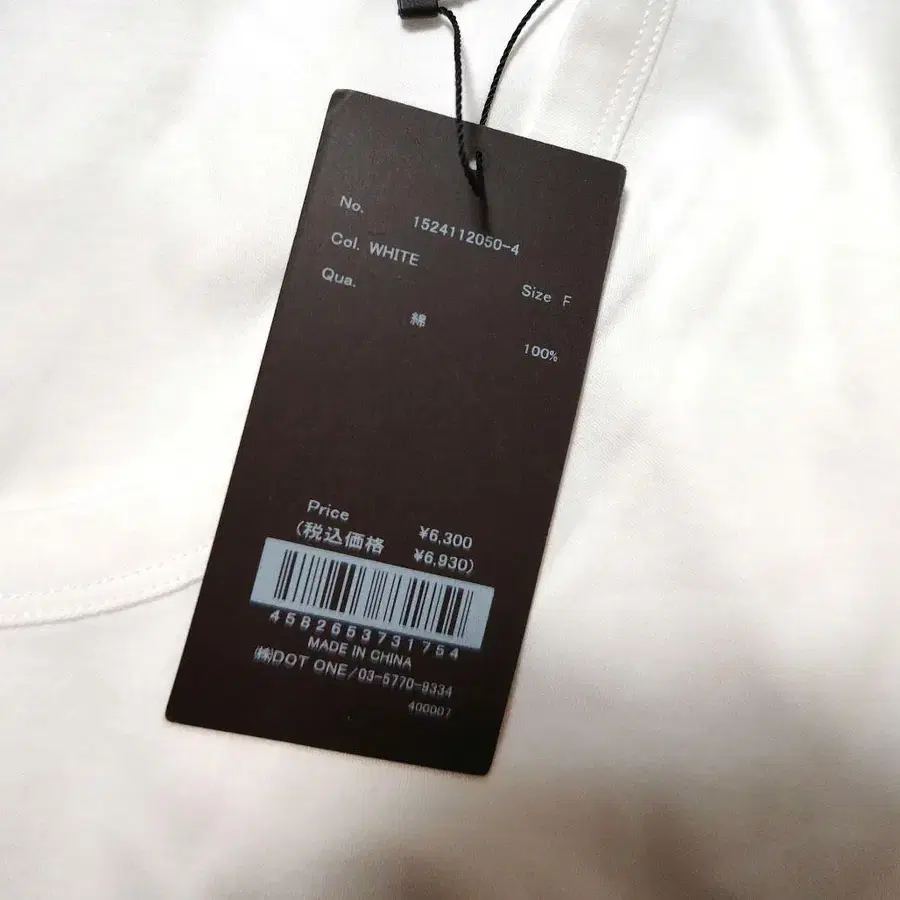 No. 1524112050-4
Col. WHITE
Size F
Qua.
綿
100%
Price ¥6,300
(税込価格 ¥6,930)
4582653731754
MADE IN CHINA
㈱DOT ONE/03-5770-9334
400007